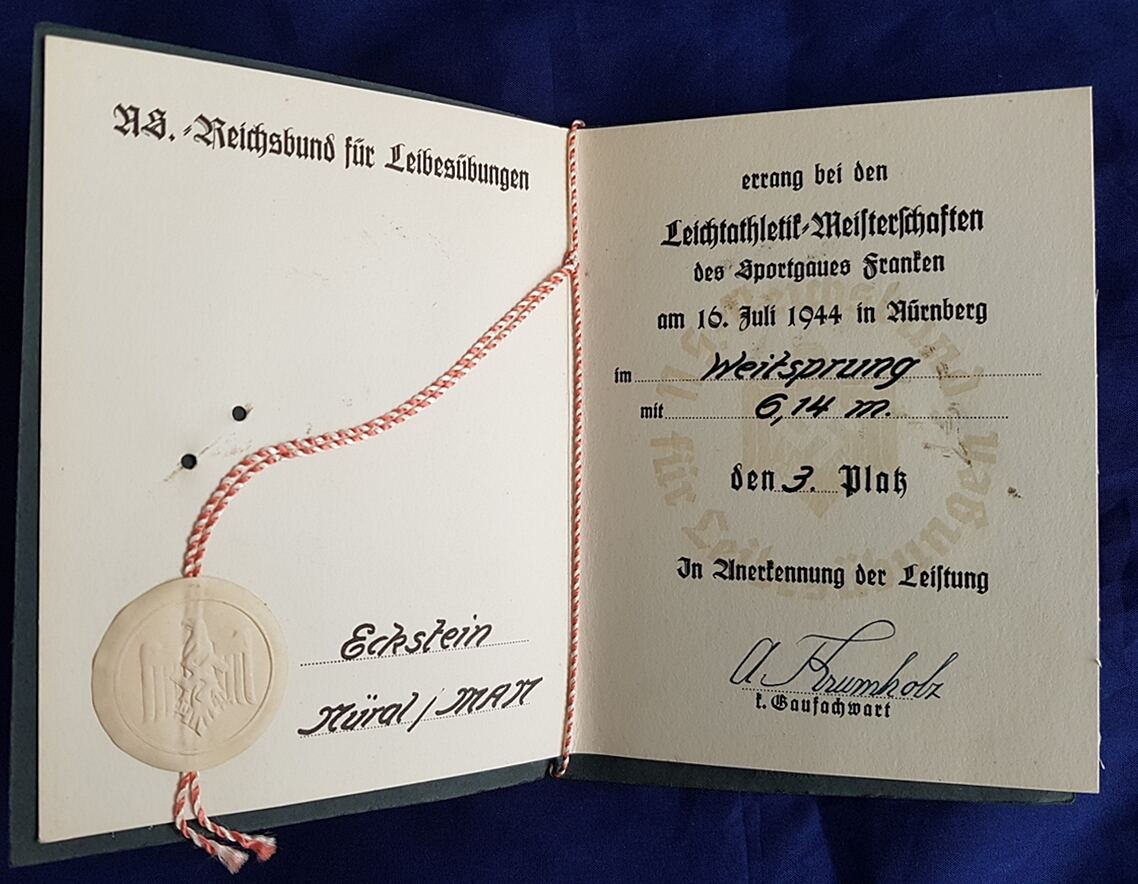 NS.-Reichsbund für Leibesübungen
Eckstein
Nüral / MAN
errang bei den
Leichtathletik-Meisterschaften
des Sportgaues Franken
am 16. Juli 1944 in Nürnberg
im Weitsprung
mit 6,14 m.
den 3. Platz
In Anerkennung der Leistung
A. Krumholz
k. Gaufachwart